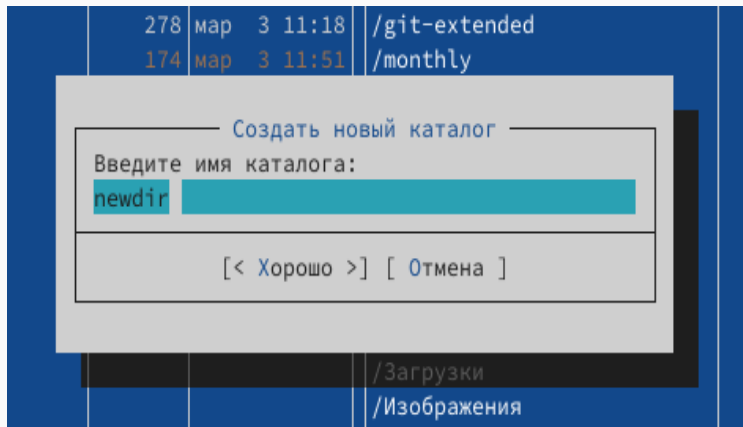 278 мар 3 11:18 /git-extended
174 мар 3 11:51 /monthly
Создать новый каталог
Введите имя каталога:
newdir
[< Хорошо >] [ Отмена ]
/Загрузки
/Изображения